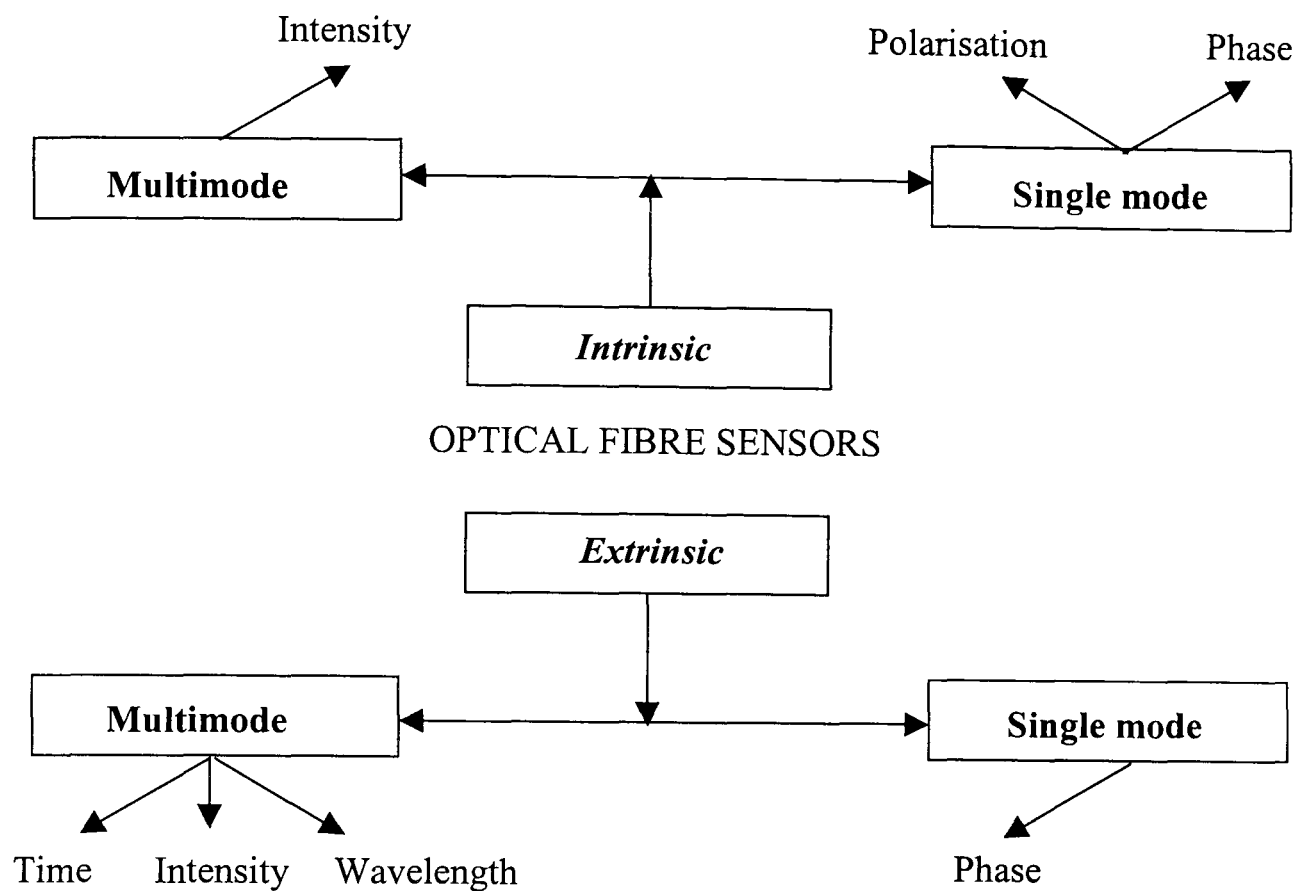 Intensity
Polarisation Phase
Multimode
Single mode
Intrinsic
OPTICAL FIBRE SENSORS
Extrinsic
Multimode
Single mode
Time Intensity Wavelength
Phase